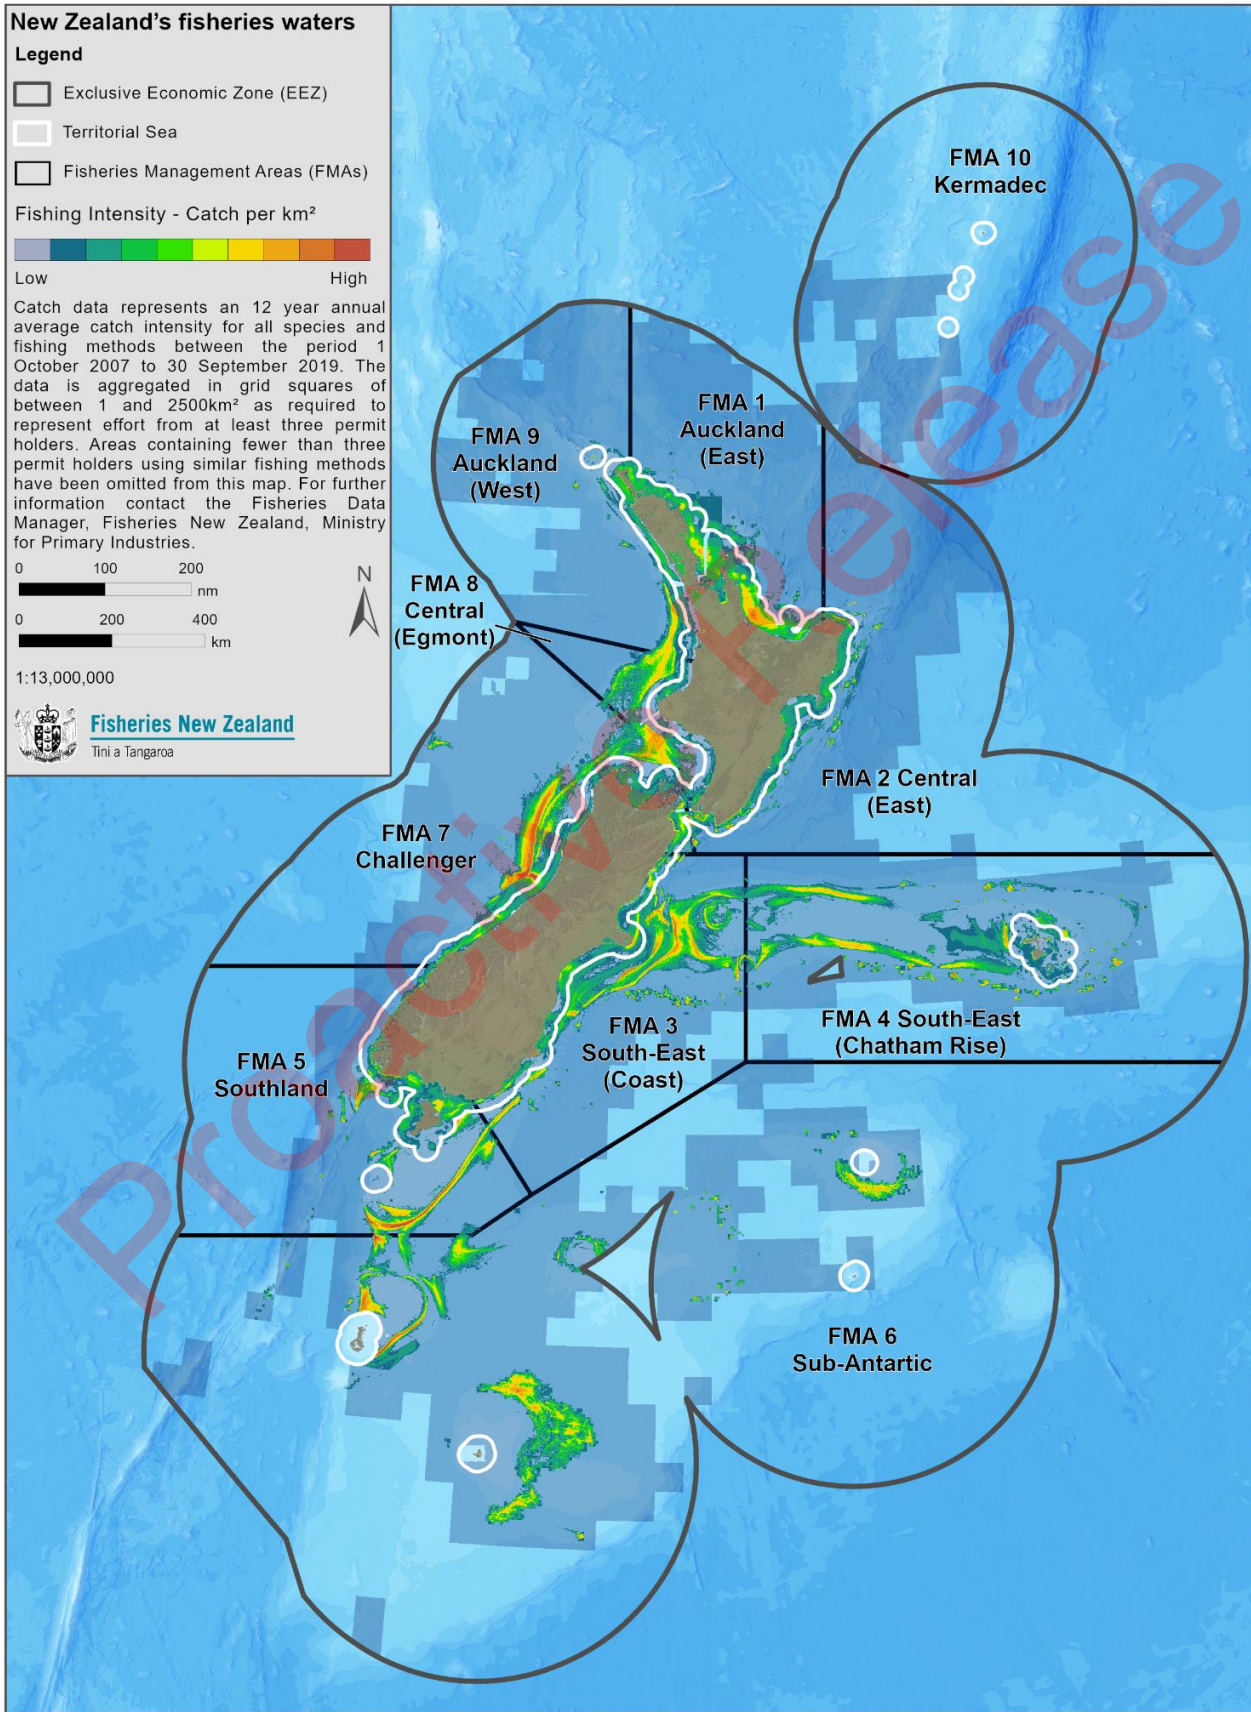 New Zealand's fisheries waters
Legend
Exclusive Economic Zone (EEZ)
Territorial Sea
Fisheries Management Areas (FMAs)
Fishing Intensity - Catch per km²
Low High
Catch data represents an 12 year annual
average catch intensity for all species and
fishing methods between the period 1
October 2007 to 30 September 2019. The
data is aggregated in grid squares of
between 1 and 2500km² as required to
represent effort from at least three permit
holders. Areas containing fewer than three
permit holders using similar fishing methods
have been omitted from this map. For further
information contact the Fisheries Data
Manager, Fisheries New Zealand, Ministry
for Primary Industries.
0 100 200
nm
0 200 400
km
N
1:13,000,000
Fisheries New Zealand
Tini a Tangaroa
FMA 10
Kermadec
FMA 1
Auckland
(East)
FMA 9
Auckland
(West)
FMA 8
Central
(Egmont)
FMA 2 Central
(East)
FMA 7
Challenger
FMA 3
South-East
(Coast)
FMA 4 South-East
(Chatham Rise)
FMA 5
Southland
FMA 6
Sub-Antartic
Proactive Release